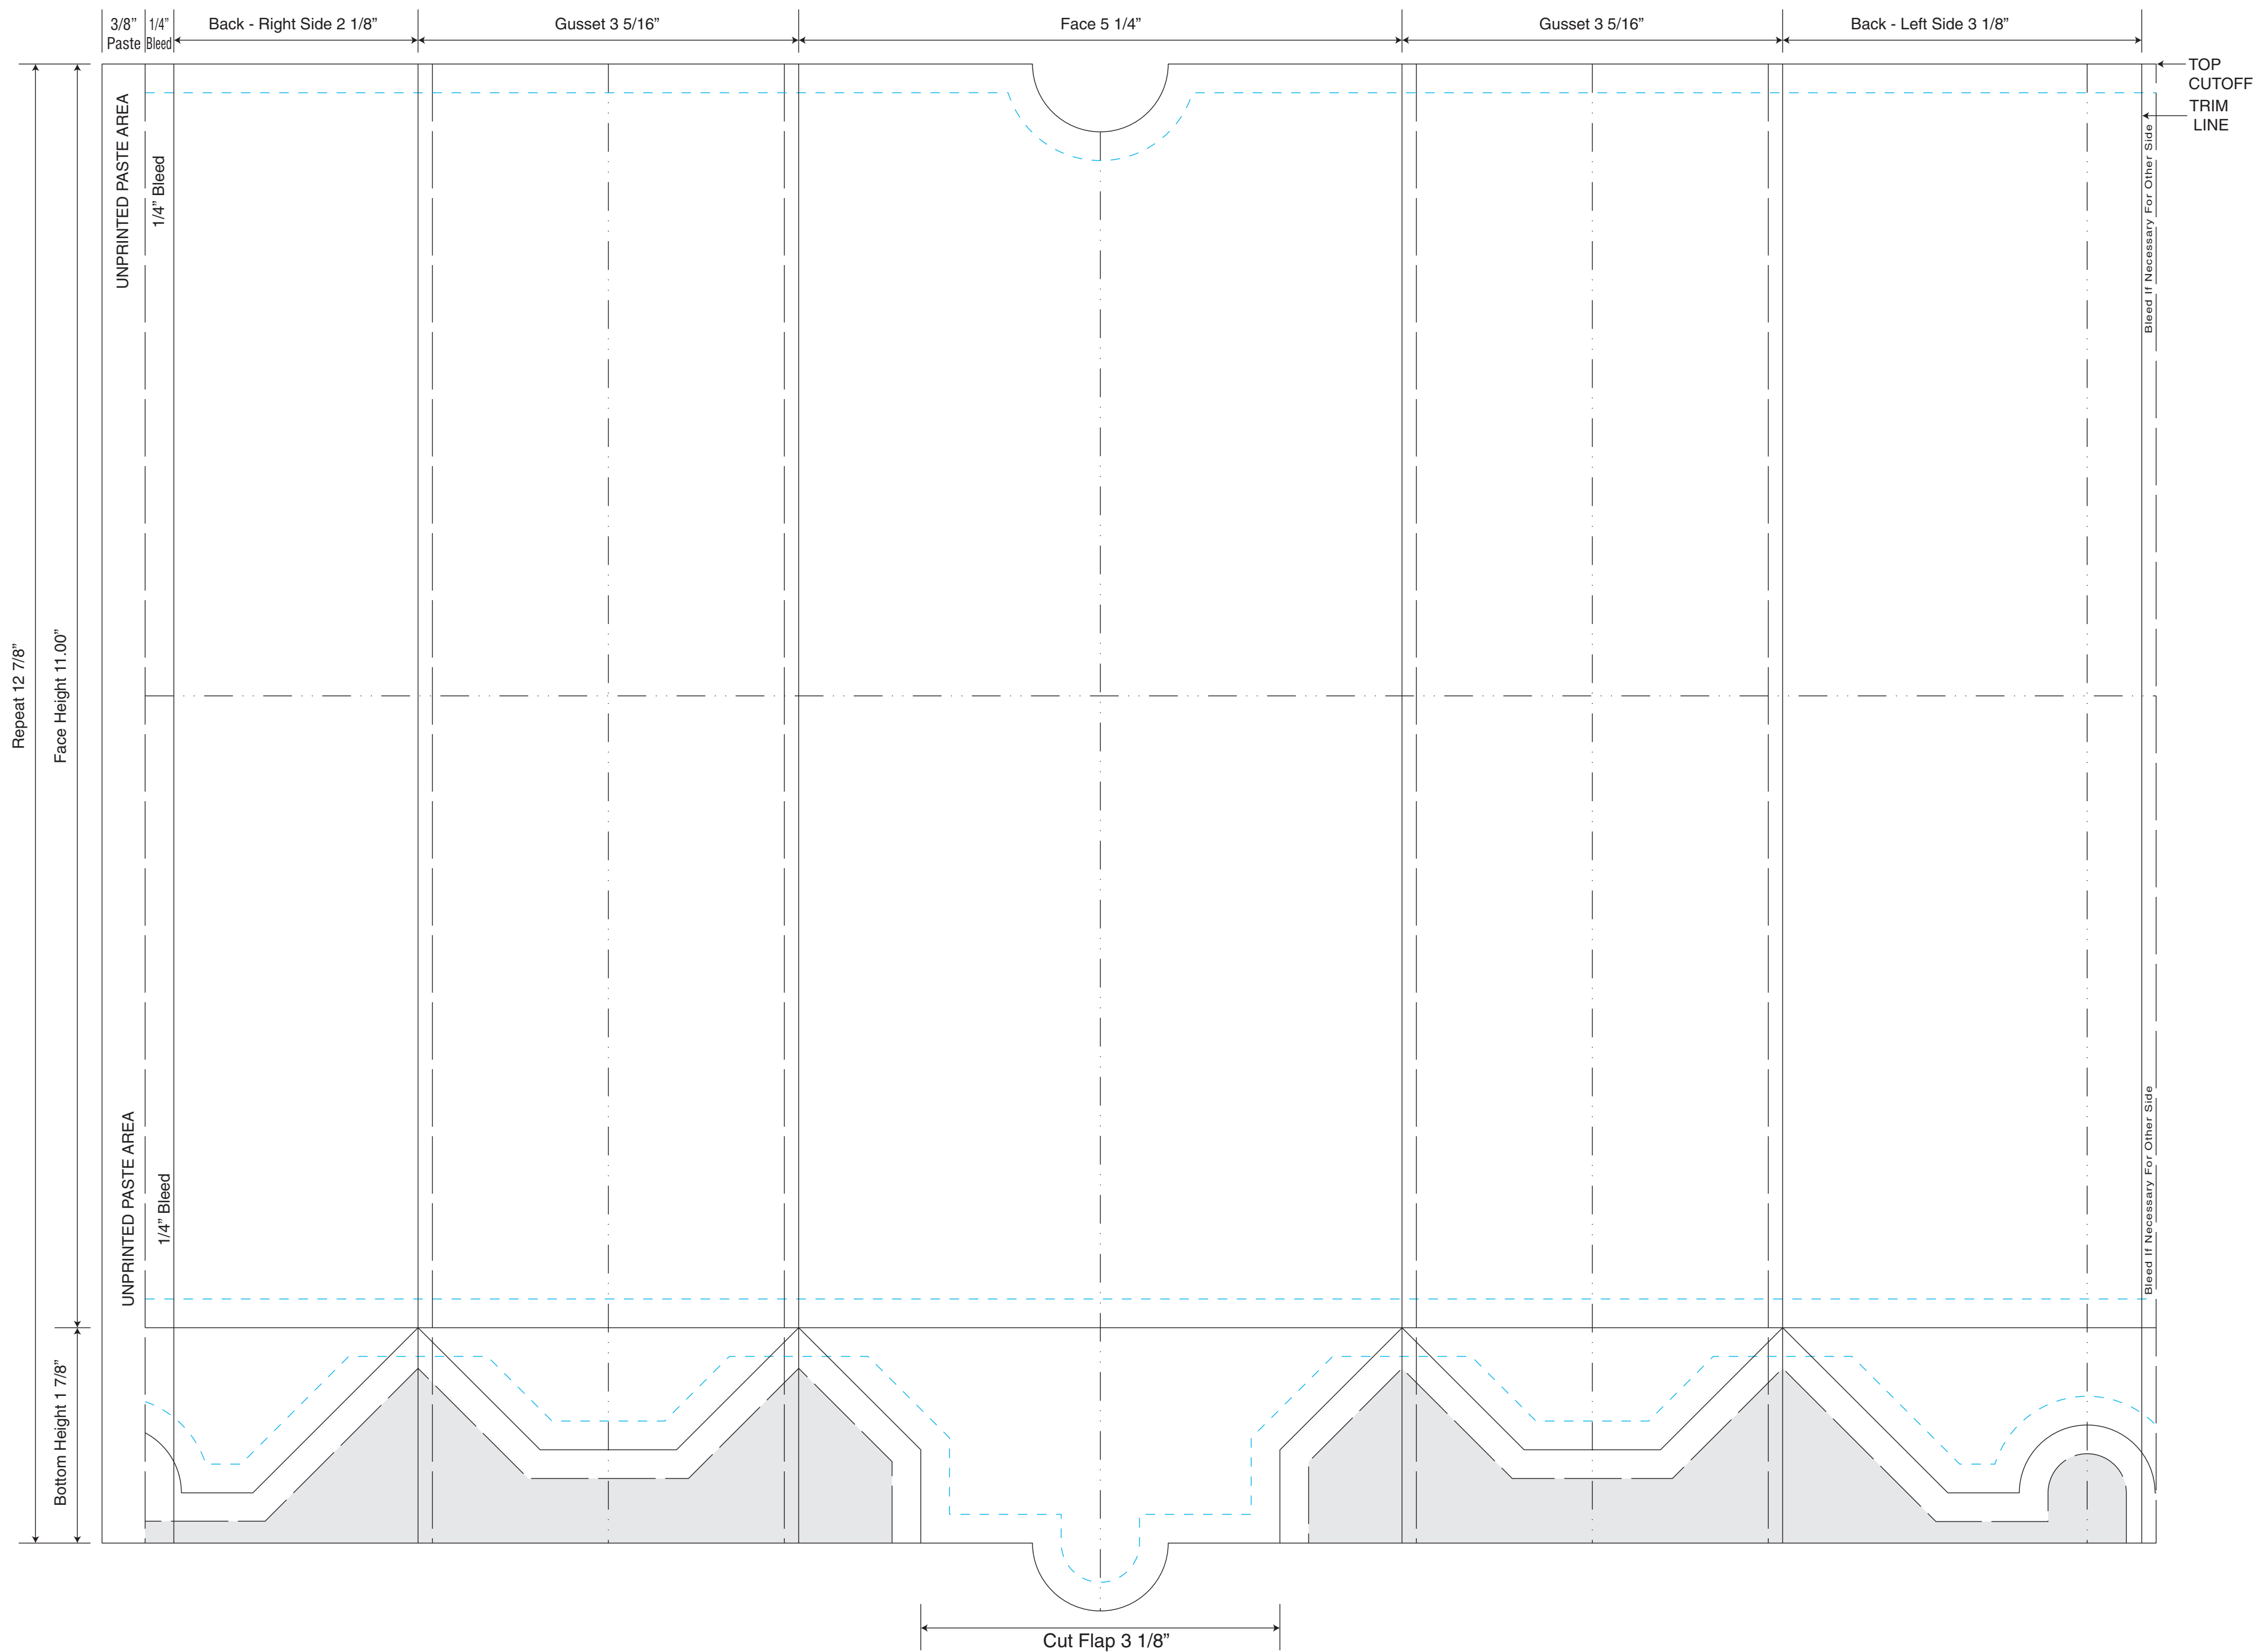 3/8”
Paste
1/4”
Bleed
Back - Right Side 2 1/8”
Gusset 3 5/16”
Face 5 1/4”
Gusset 3 5/16”
Back - Left Side 3 1/8”
TOP
CUTOFF
TRIM
LINE
UNPRINTED PASTE AREA
1/4” Bleed
Bleed If Necessary For Other Side
Repeat 12 7/8”
Face Height 11.00”
UNPRINTED PASTE AREA
1/4” Bleed
Bleed If Necessary For Other Side
Bottom Height 1 7/8”
Cut Flap 3 1/8”